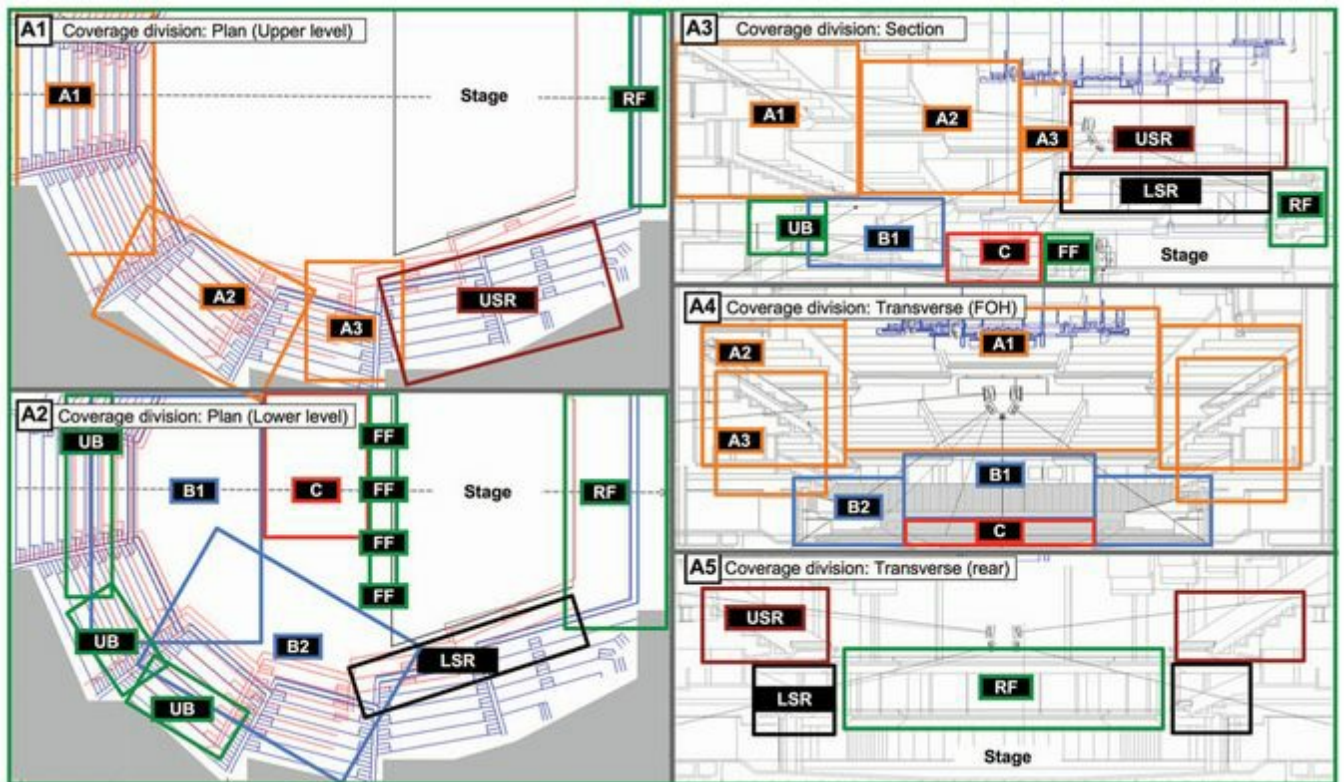 A1 Coverage division: Plan (Upper level)
A1
Stage
RF
A2
A3
USR
A2 Coverage division: Plan (Lower level)
UB
FF
B1
C
FF
Stage
RF
FF
FF
UB
B2
LSR
UB
A3 Coverage division: Section
A1
A2
A3
USR
LSR
RF
UB
B1
C
FF
Stage
A4 Coverage division: Transverse (FOH)
A1
A2
A3
B1
B2
C
A5 Coverage division: Transverse (rear)
USR
RF
LSR
Stage